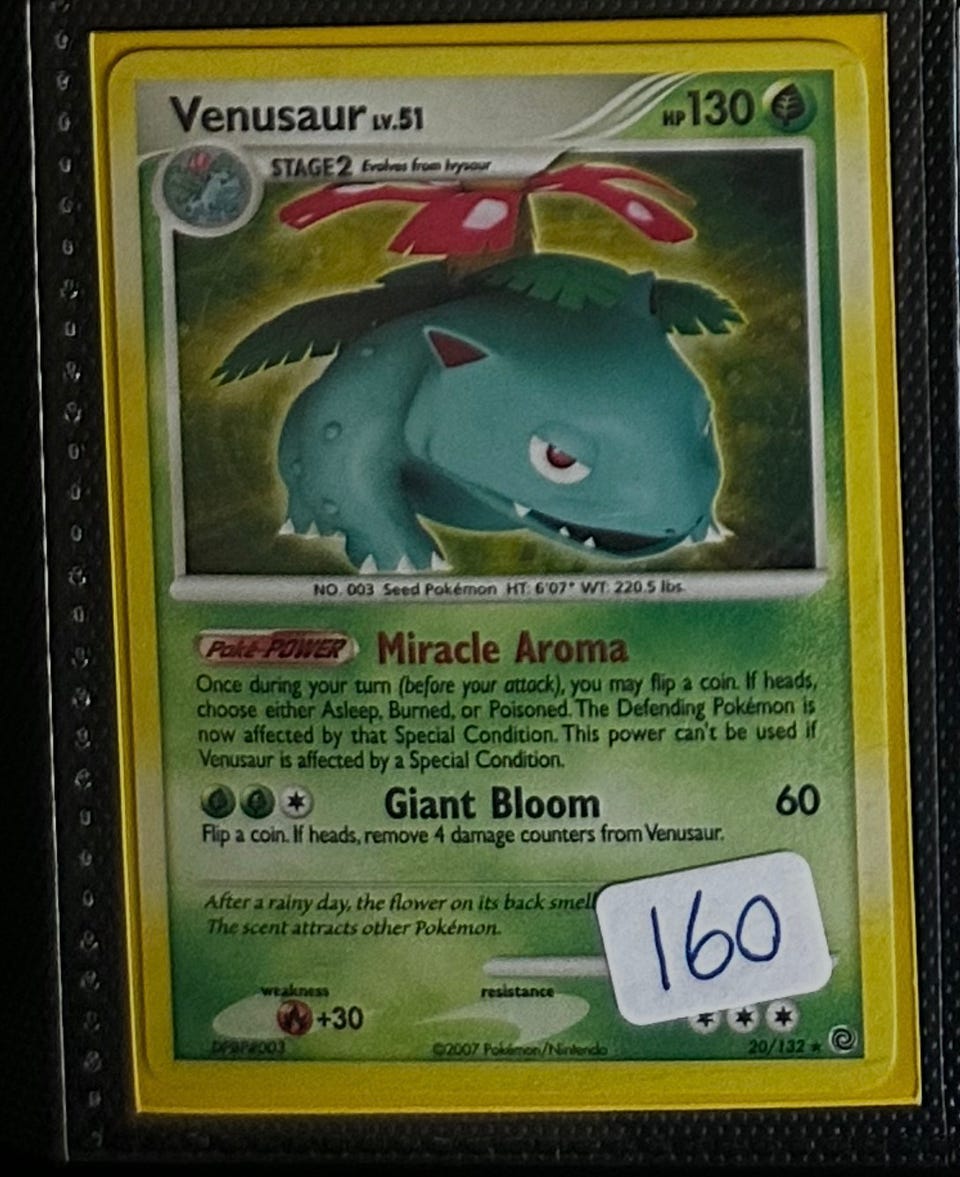 Venusaur LV.51 HP 130
STAGE2 Evolves from Ivysaur
NO. 003 Seed Pokémon HT: 6'07" WT: 220.5 lbs.
Poké-POWER Miracle Aroma
Once during your turn (before your attack), you may flip a coin. If heads,
choose either Asleep, Burned, or Poisoned. The Defending Pokémon is
now affected by that Special Condition. This power can't be used if
Venusaur is affected by a Special Condition.
Giant Bloom 60
Flip a coin. If heads, remove 4 damage counters from Venusaur.
After a rainy day, the flower on its back smell
The scent attracts other Pokémon.
160
weakness resistance
+30
DPBP#003 ©2007 Pokémon/Nintendo 20/132